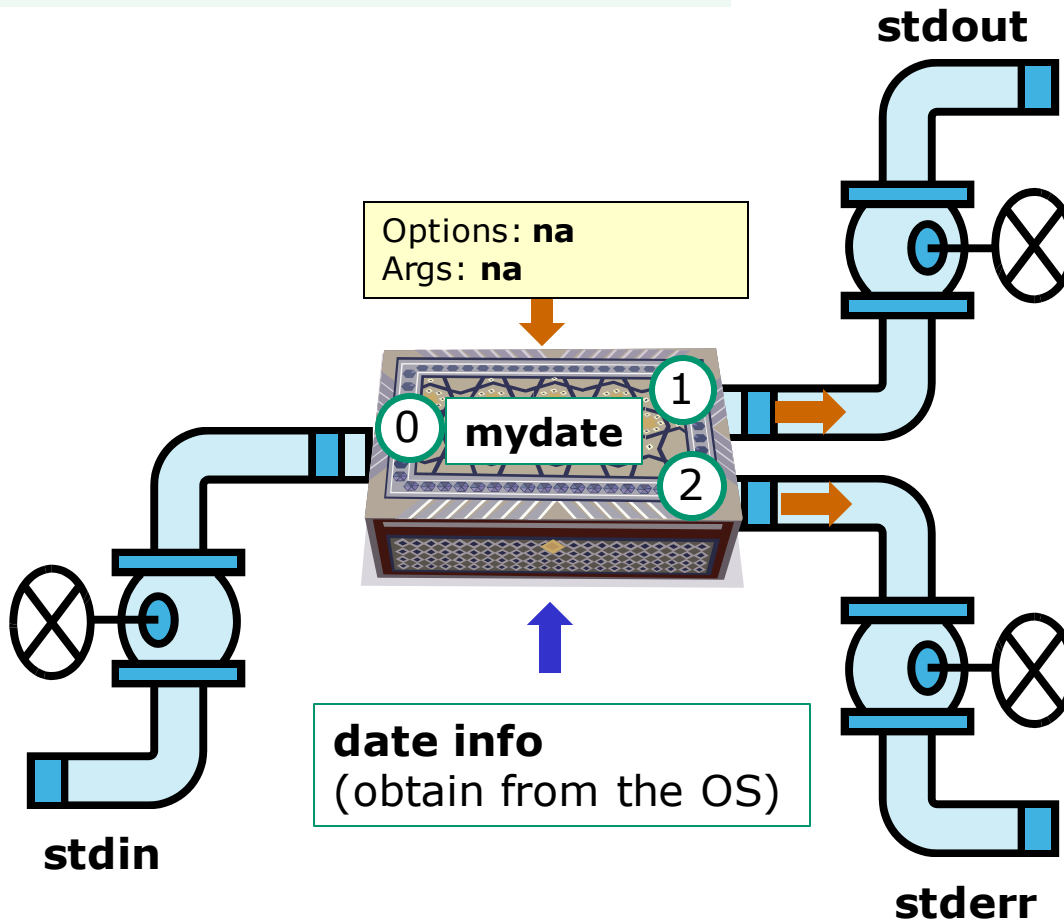 stdout
Options: na
Args: na
0
1
mydate
2
date info
(obtain from the OS)
stdin
stderr